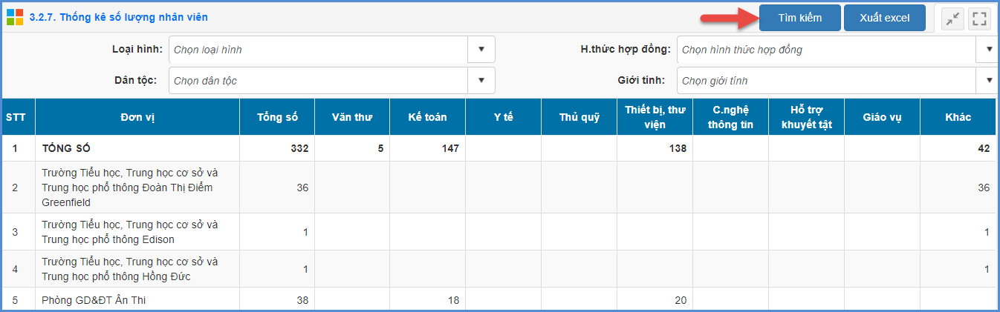 3.2.7. Thống kê số lượng nhân viên
Tìm kiếm
Xuất excel
Loại hình: Chọn loại hình
H.thức hợp đồng: Chọn hình thức hợp đồng
Dân tộc: Chọn dân tộc
Giới tính: Chọn giới tính
STT Đơn vị Tổng số Văn thư Kế toán Y tế Thủ quỹ Thiết bị, thư viện C.nghệ thông tin Hỗ trợ khuyết tật Giáo vụ Khác
1 TỔNG SỐ 332 5 147 138 42
Trường Tiểu học, Trung học cơ sở và
2 Trung học phổ thông Đoàn Thị Điểm 36 36
Greenfield
Trường Tiểu học, Trung học cơ sở và
3 Trung học phổ thông Edison 1 1
Trường Tiểu học, Trung học cơ sở và
4 Trung học phổ thông Hồng Đức 1 1
5 Phòng GD&ĐT Ân Thi 38 18 20